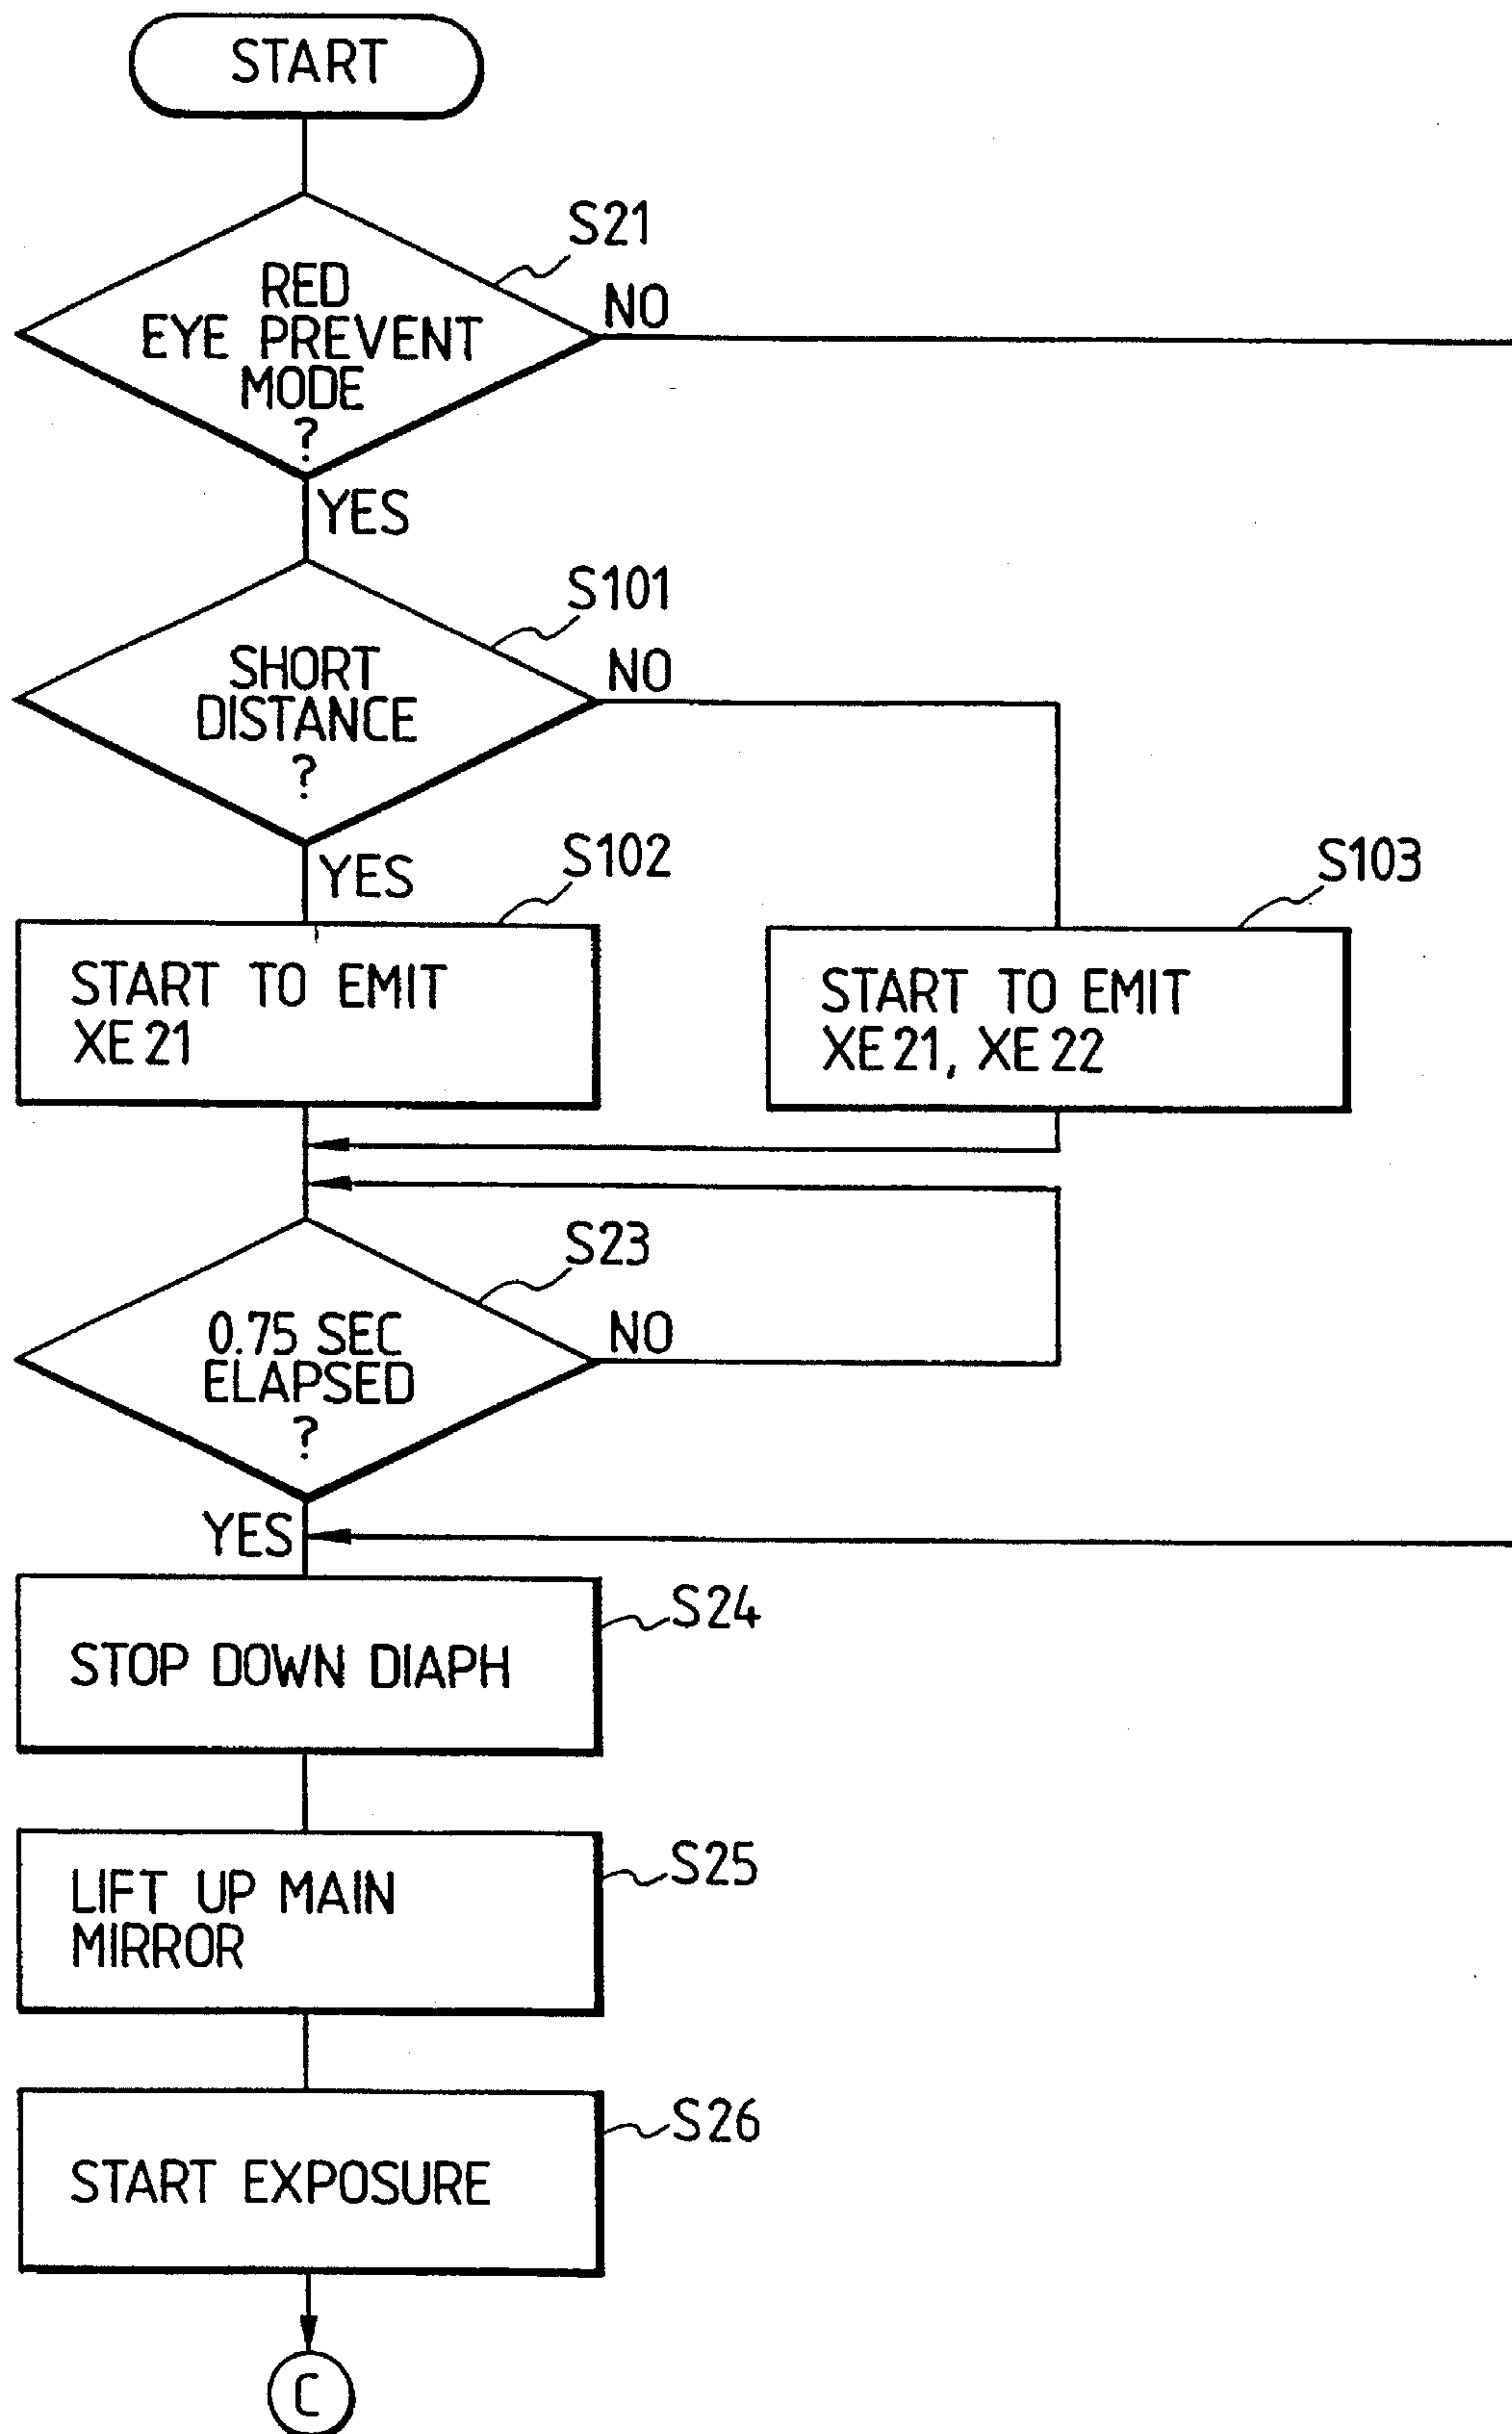 START
S21
RED
EYE PREVENT
MODE
?
NO
YES
S101
SHORT
DISTANCE
?
NO
YES
S102
START TO EMIT
XE21
S103
START TO EMIT
XE21, XE22
S23
0.75 SEC
ELAPSED
?
NO
YES
S24
STOP DOWN DIAPH
S25
LIFT UP MAIN
MIRROR
S26
START EXPOSURE
C